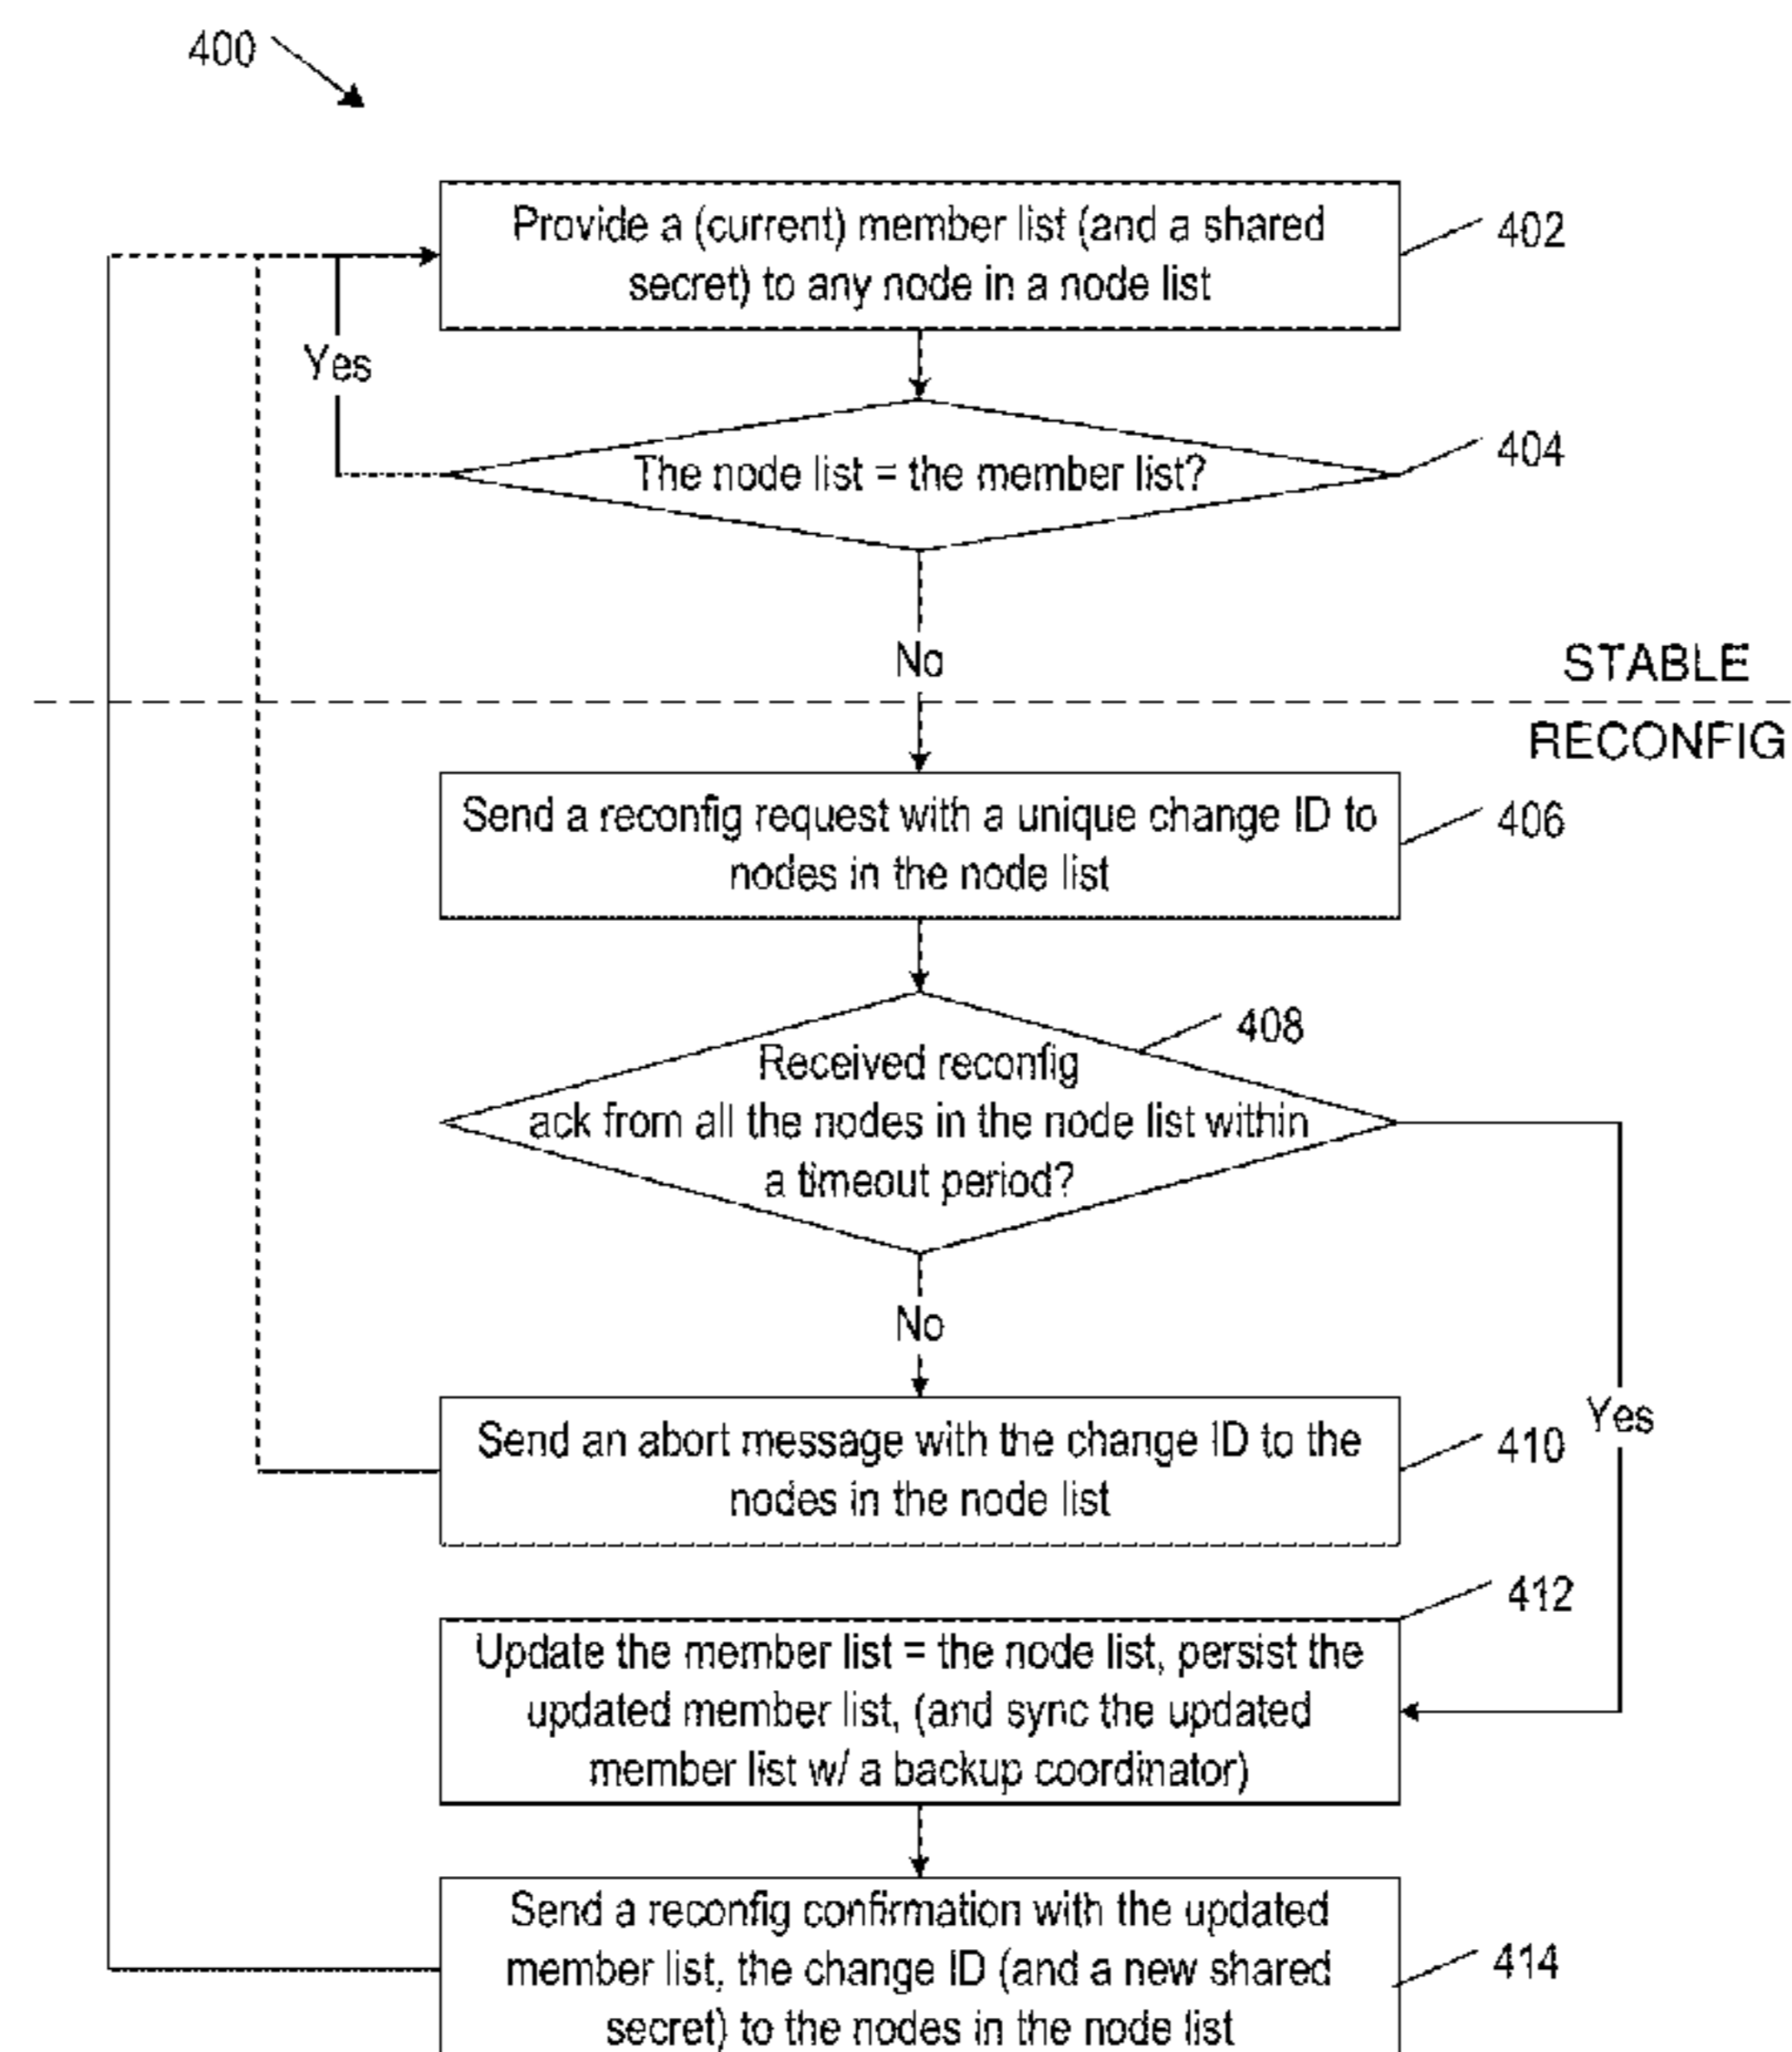 400
Provide a (current) member list (and a shared
secret) to any node in a node list
402
Yes
The node list = the member list?
404
No
STABLE
RECONFIG
Send a reconfig request with a unique change ID to
nodes in the node list
406
408
Received reconfig
ack from all the nodes in the node list within
a timeout period?
No
Yes
Send an abort message with the change ID to the
nodes in the node list
410
412
Update the member list = the node list, persist the
updated member list, (and sync the updated
member list w/ a backup coordinator)
Send a reconfig confirmation with the updated
member list, the change ID (and a new shared
secret) to the nodes in the node list
414